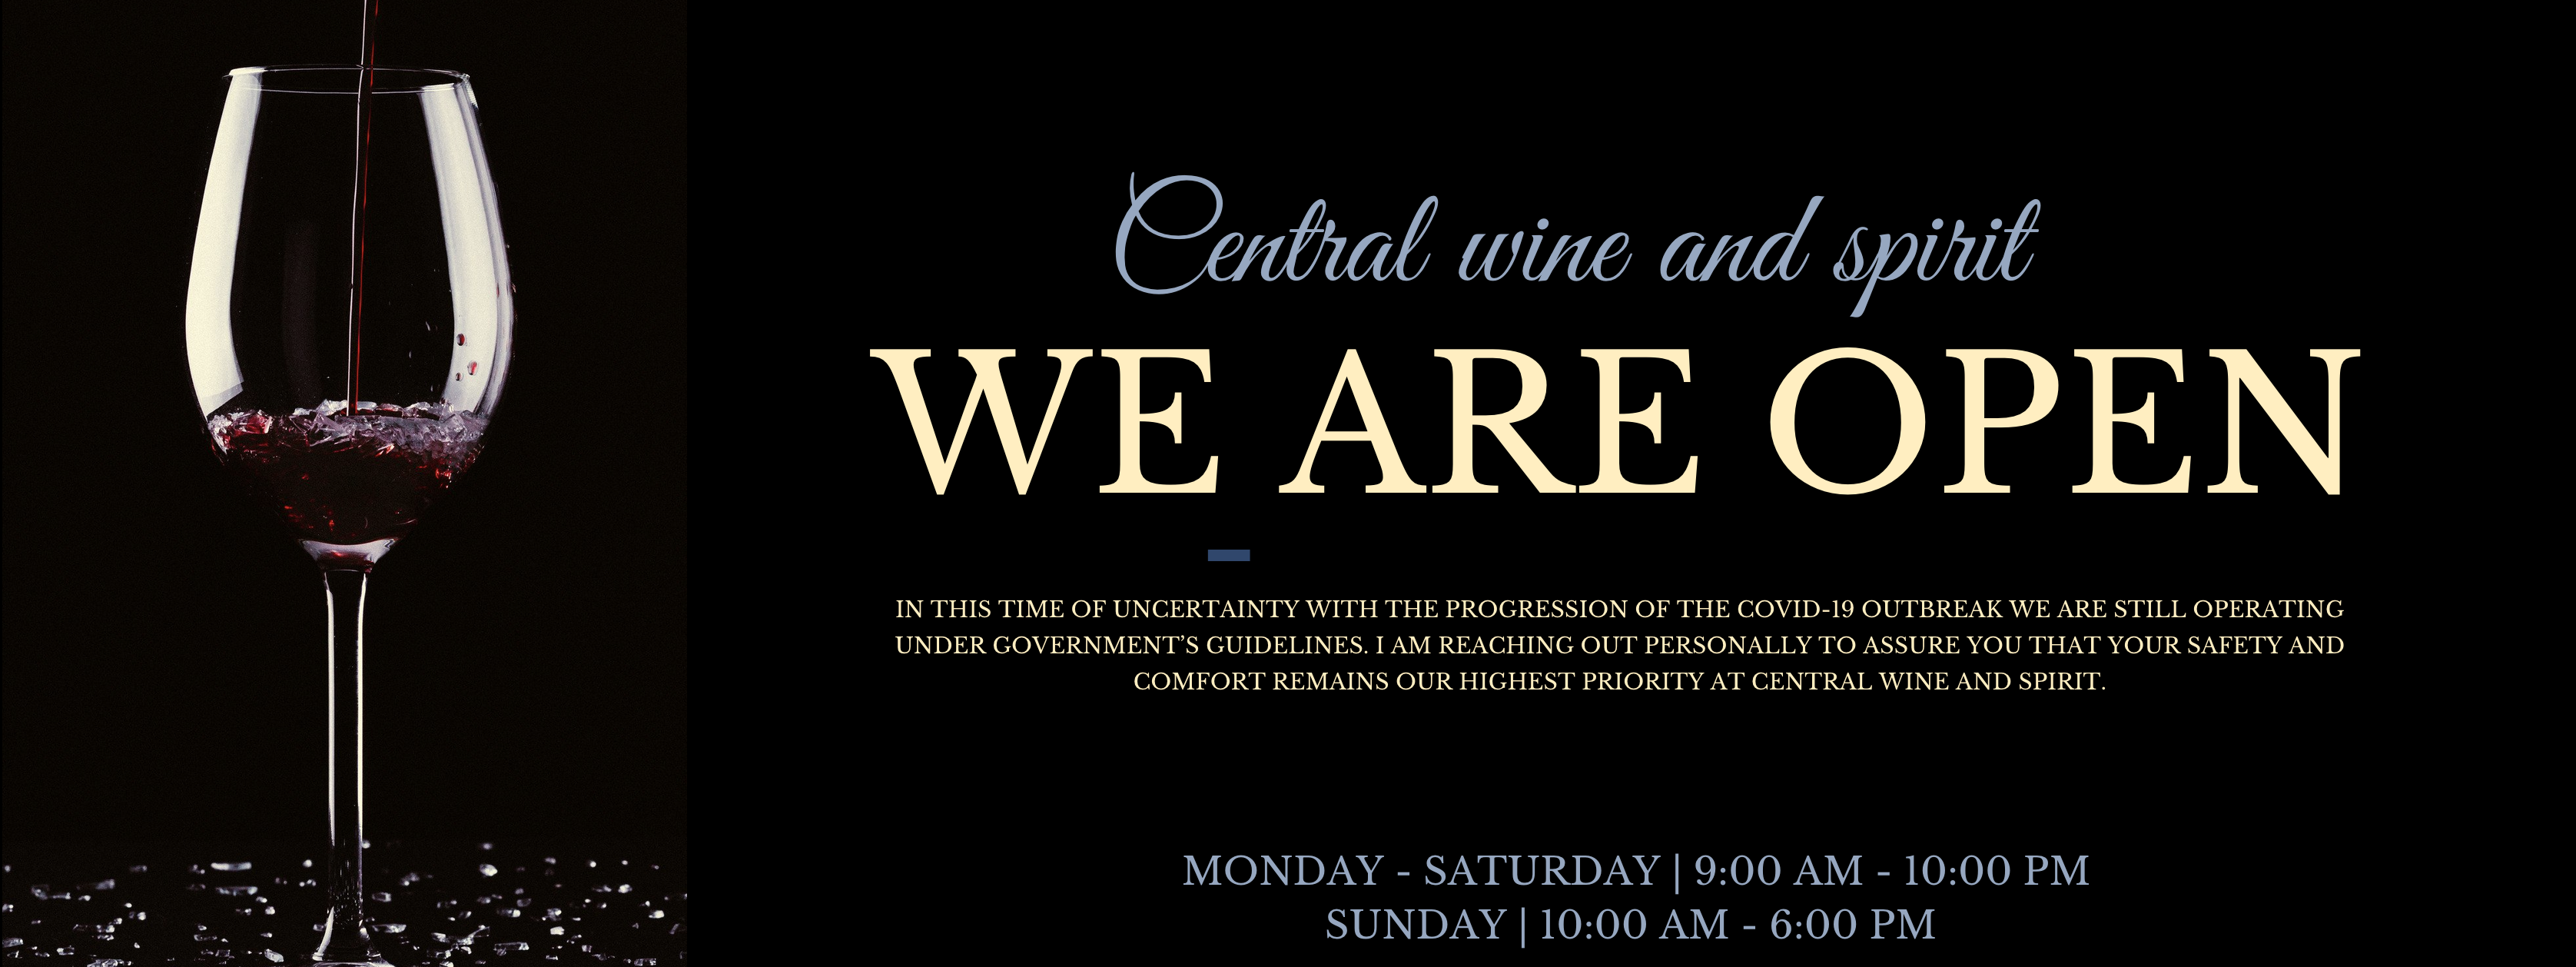 Central wine and spirit
WE ARE OPEN
IN THIS TIME OF UNCERTAINTY WITH THE PROGRESSION OF THE COVID-19 OUTBREAK WE ARE STILL OPERATING
UNDER GOVERNMENT’S GUIDELINES. I AM REACHING OUT PERSONALLY TO ASSURE YOU THAT YOUR SAFETY AND
COMFORT REMAINS OUR HIGHEST PRIORITY AT CENTRAL WINE AND SPIRIT.
MONDAY - SATURDAY | 9:00 AM - 10:00 PM
SUNDAY | 10:00 AM - 6:00 PM